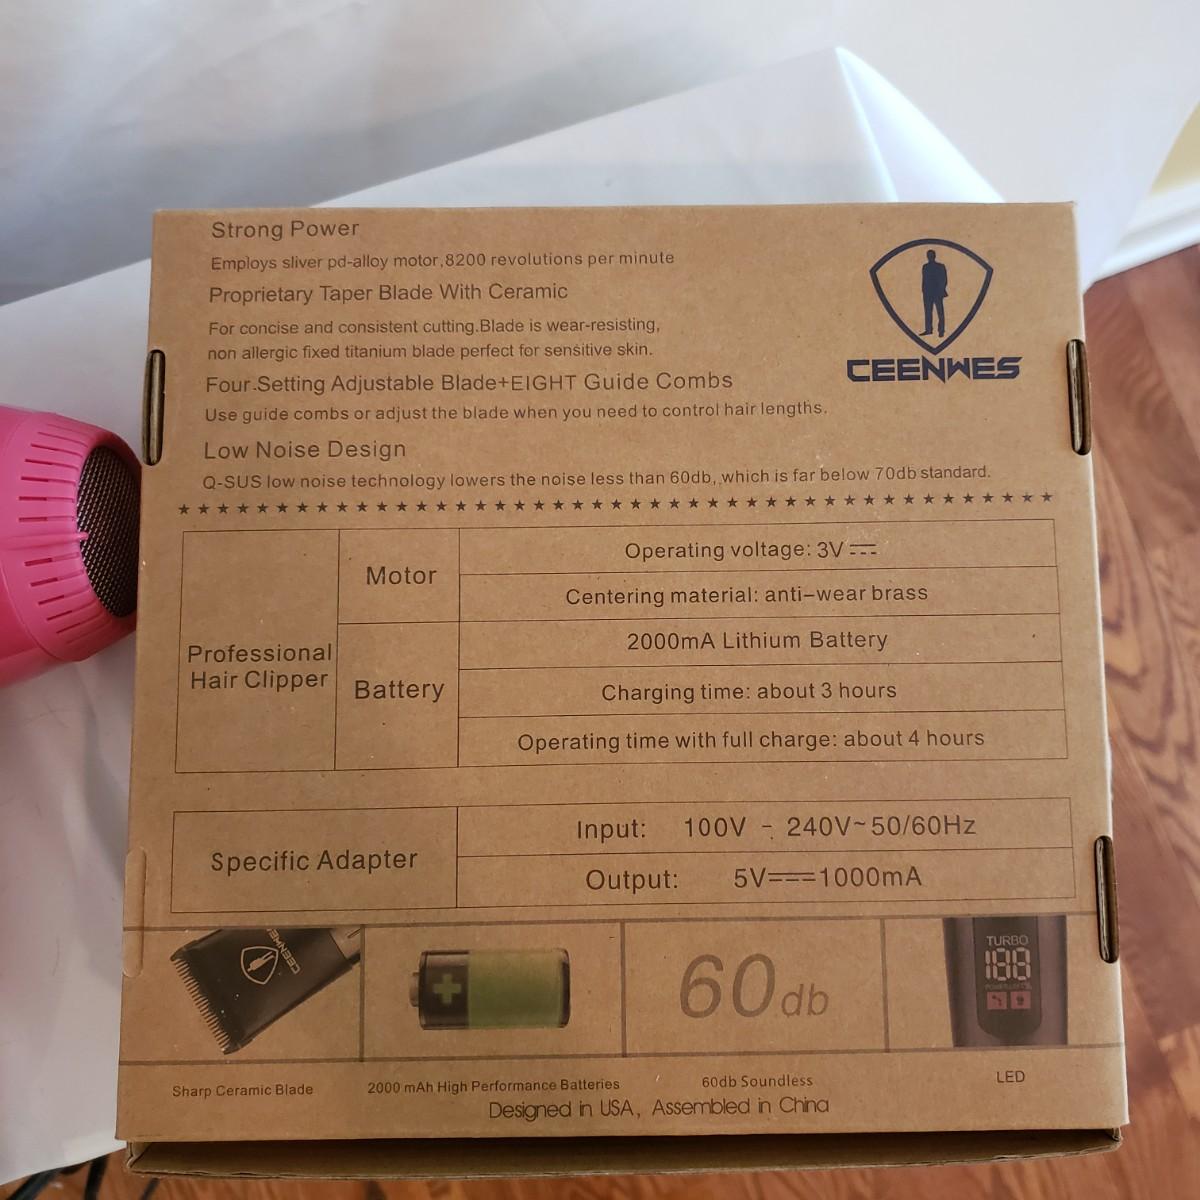 Strong Power
Employs sliver pd-alloy motor,8200 revolutions per minute
Proprietary Taper Blade With Ceramic
For concise and consistent cutting.Blade is wear-resisting,
non allergic fixed titanium blade perfect for sensitive skin.
Four.Setting Adjustable Blade+EIGHT Guide Combs
Use guide combs or adjust the blade when you need to control hair lengths.
Low Noise Design
Q-SUS low noise technology lowers the noise less than 60db, which is far below 70db standard.
CEENWES
Professional
Hair Clipper
Motor
Operating voltage: 3V ⎓
Centering material: anti-wear brass
Battery
2000mA Lithium Battery
Charging time: about 3 hours
Operating time with full charge: about 4 hours
Specific Adapter
Input: 100V - 240V~50/60Hz
Output: 5V⎓1000mA
CEENWES
60db
TURBO
188
Sharp Ceramic Blade
2000 mAh High Performance Batteries
60db Soundless
LED
Designed in USA, Assembled in China